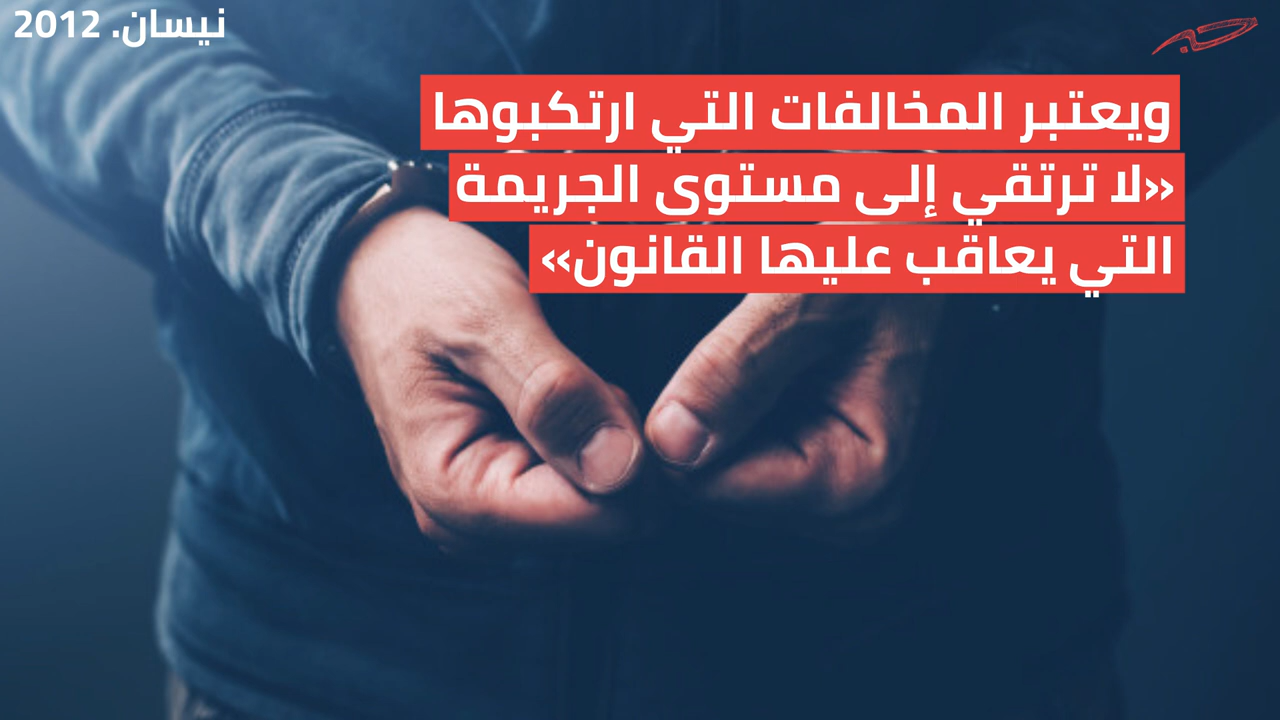 نيسان. 2012
ويعتبر المخالفات التي ارتكبوها
«لا ترتقي إلى مستوى الجريمة
التي يعاقب عليها القانون»